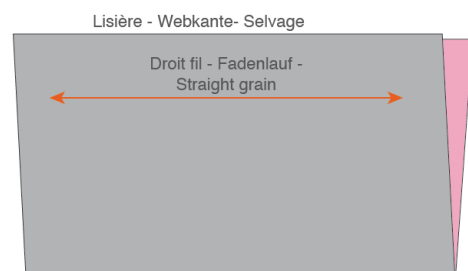 Lisière - Webkante- Selvage
Droit fil - Fadenlauf -
Straight grain